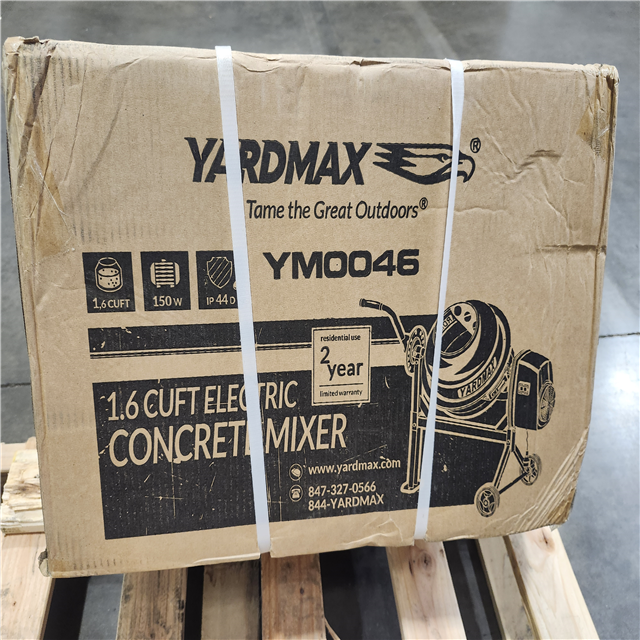 YARDMAX®
Tame the Great Outdoors®
YM0046
1.6 CUFT
150 W
IP 44 D
residential use
2
year
limited warranty
1.6 CUFT ELECTRIC
CONCRETE MIXER
www.yardmax.com
847-327-0566
844-YARDMAX
YARDMAX